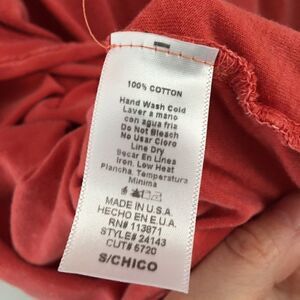 100% COTTON
Hand Wash Cold
Laver a mano
con agua fria
Do Not Bleach
No Usar Cloro
Line Dry
Secar En Linea
Iron, Low Heat
Plancha, Temperatura
Minima
MADE IN U.S.A.
HECHO EN E.U.A.
RN# 113871
STYLE# 24143
CUT# 6720
S/CHICO